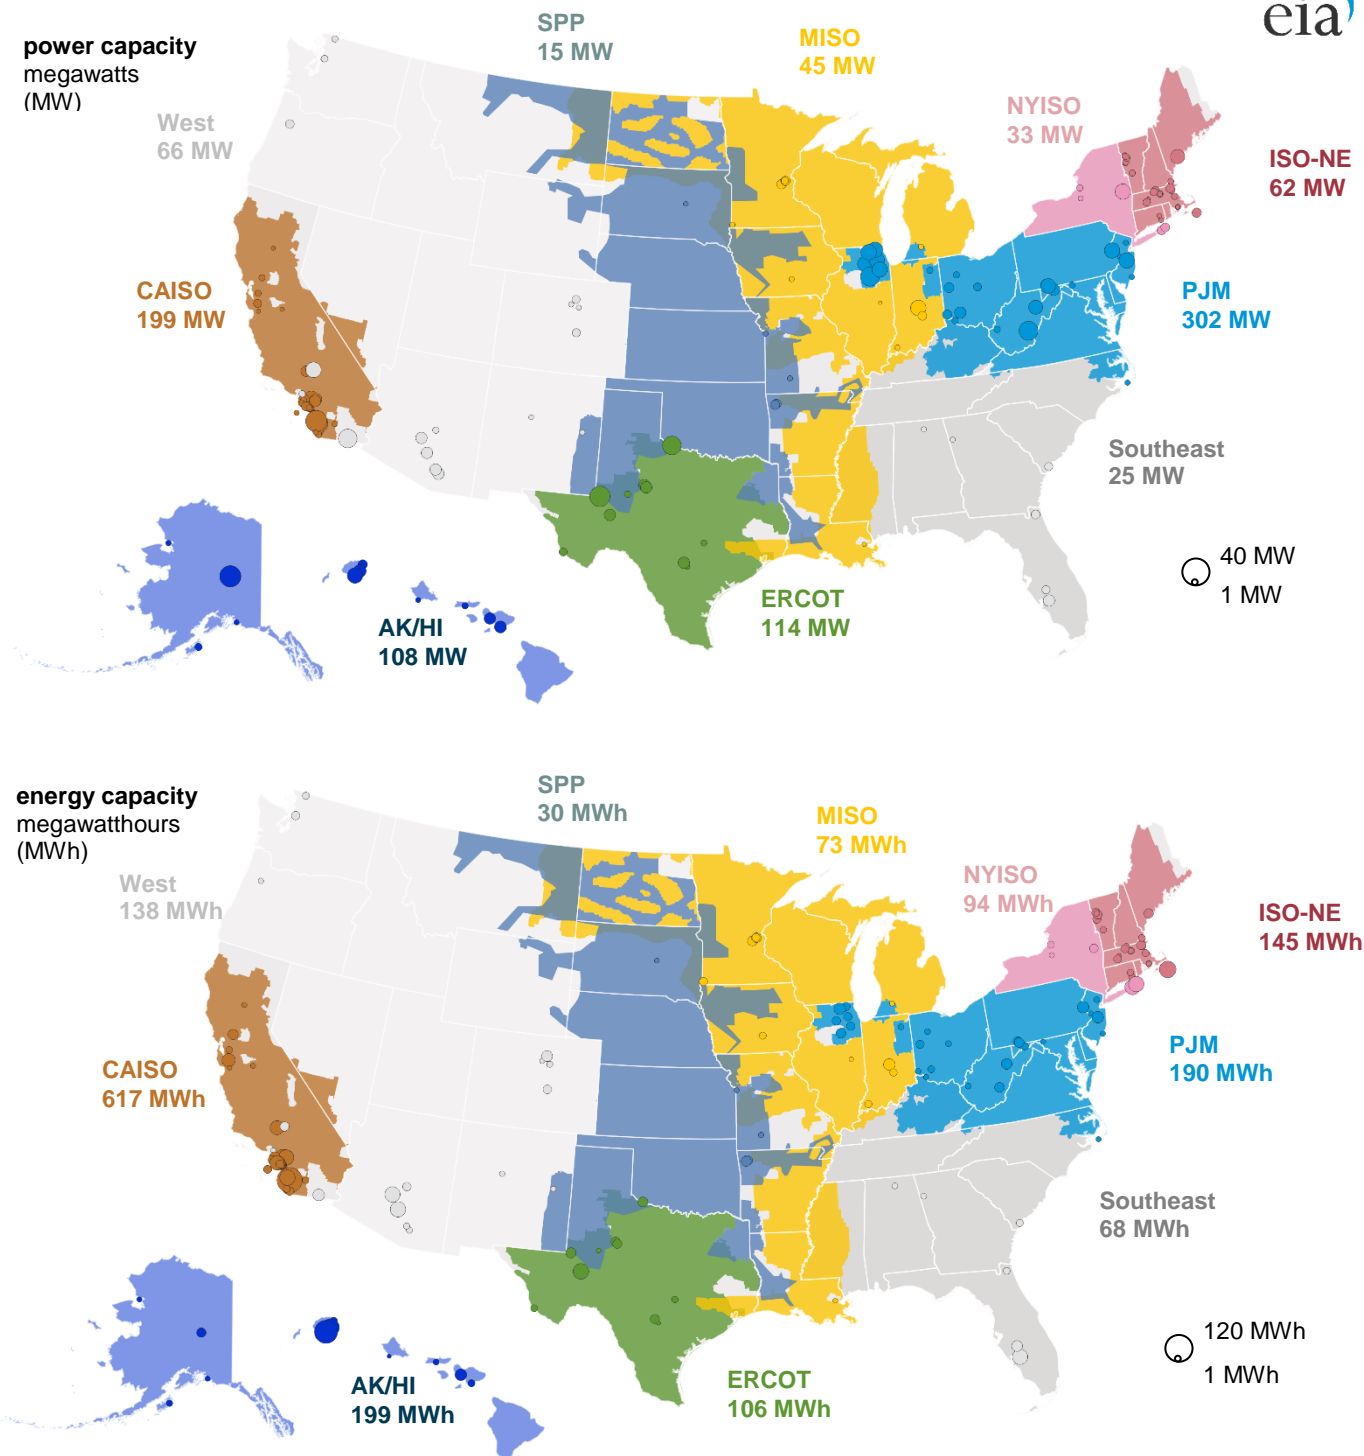 eia
power capacity
megawatts
(MW)
SPP
15 MW
MISO
45 MW
NYISO
33 MW
West
66 MW
ISO-NE
62 MW
CAISO
199 MW
PJM
302 MW
Southeast
25 MW
40 MW
1 MW
ERCOT
114 MW
AK/HI
108 MW
energy capacity
megawatthours
(MWh)
SPP
30 MWh
MISO
73 MWh
NYISO
94 MWh
West
138 MWh
ISO-NE
145 MWh
CAISO
617 MWh
PJM
190 MWh
Southeast
68 MWh
120 MWh
1 MWh
ERCOT
106 MWh
AK/HI
199 MWh